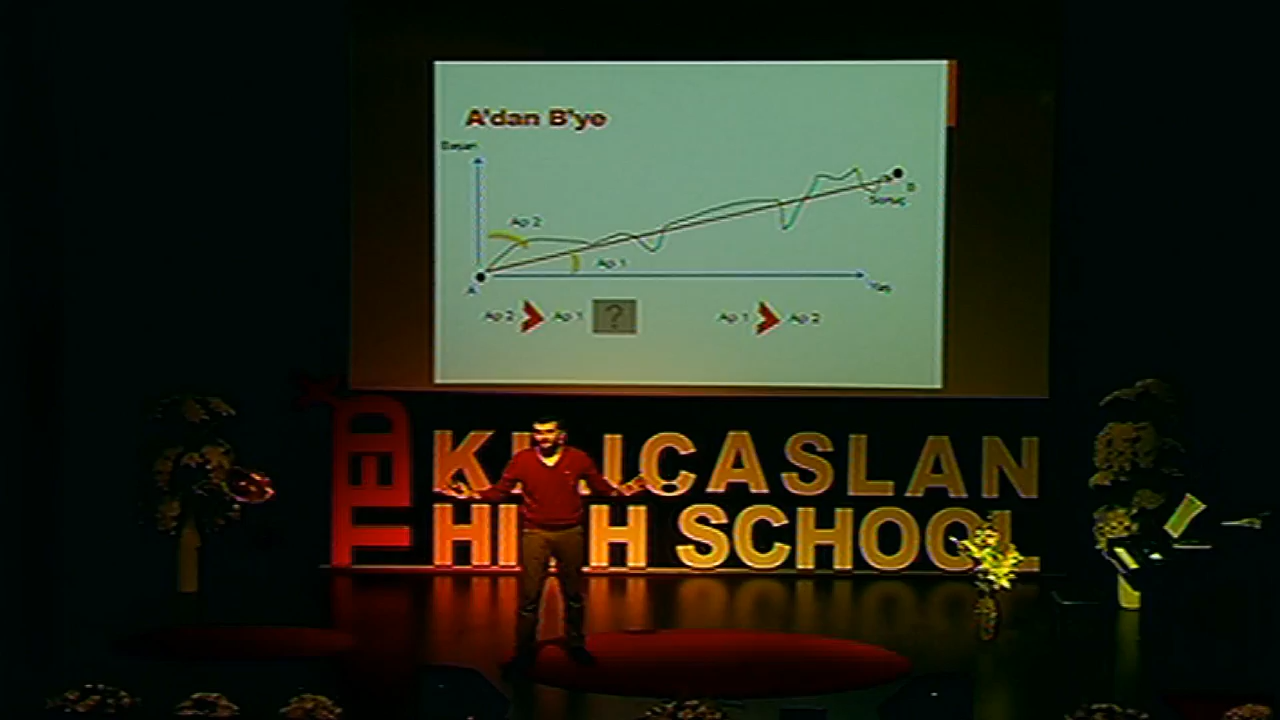 A'dan B'ye
Başarı
Ap 2
B
Sonuç
Ap 1
A
Yaş
Ap 2 Ap 1 ? Ap 1 Ap 2
TEDx
KILICASLAN
HIGH SCHOOL